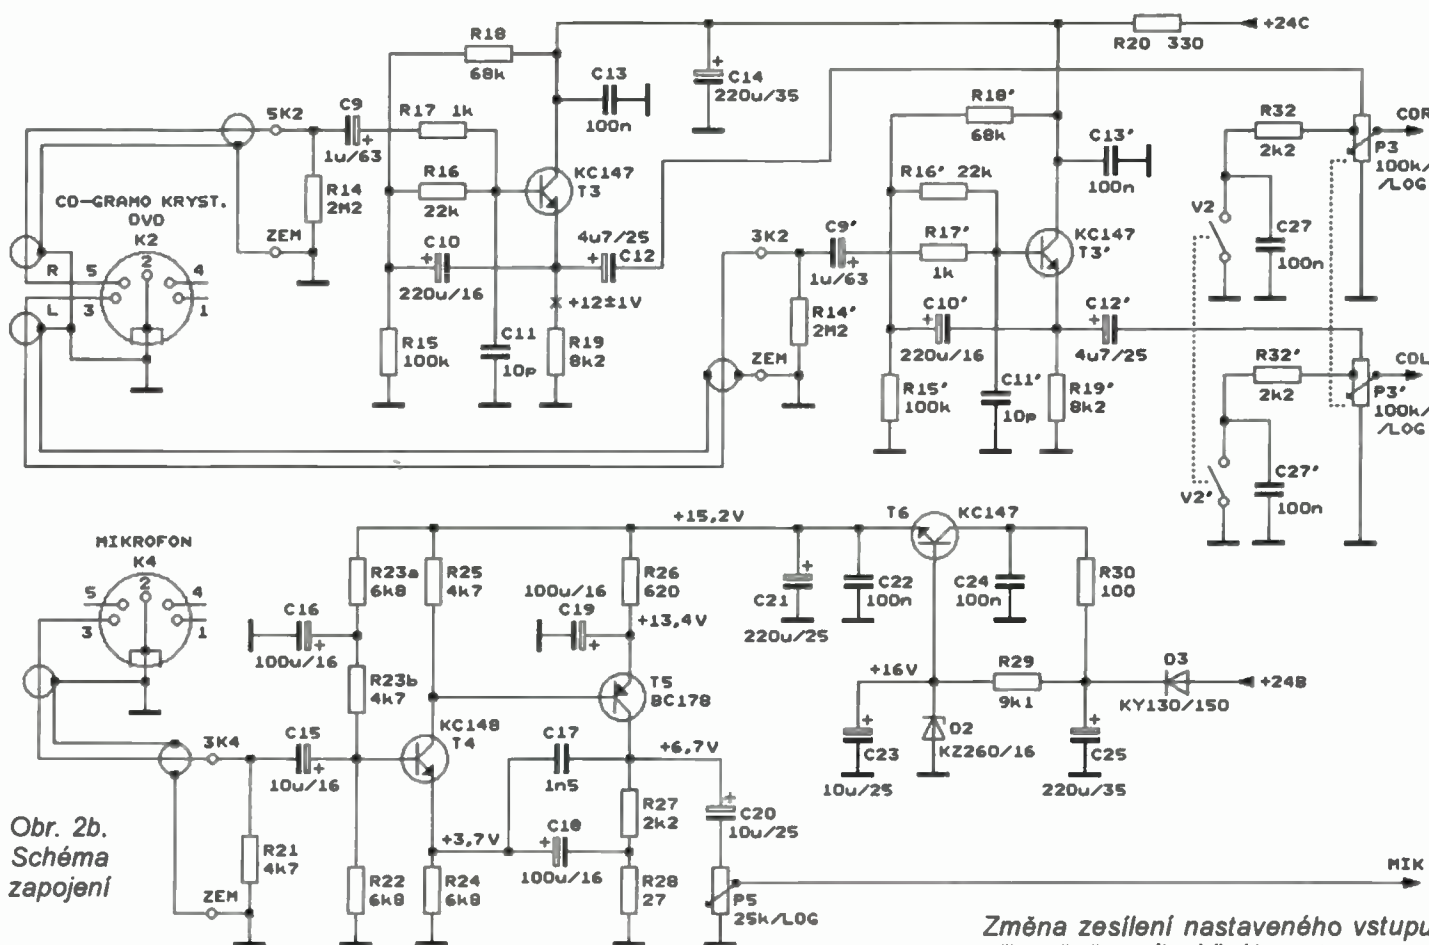 R18
68k
C13
100n
C14
220u/35
R20 330
+24C
5K2
C9
1u/63
R17 1k
R14
2M2
R16
22k
KC147
T3
CD-GRAMO KRYST.
DVD
K2
ZEM
C10
220u/16
4u7/25
C12
+12±1V
R
L
5
2
4
3
1
R15
100k
C11
10p
R19
8k2
R18'
68k
C13'
100n
R16' 22k
3K2
C9'
1u/63
R17'
1k
KC147
T3'
R14'
2M2
ZEM
C10'
220u/16
C12'
4u7/25
R15'
100k
C11'
10p
R19'
8k2
R32
2k2
COR
P3
100k/
/LOG
V2
C27
100n
R32'
2k2
COL
P3'
100k/
/LOG
V2'
C27'
100n
MIKROFON
K4
5
2
4
3
1
+15,2V
T6
KC147
R23a
6k8
R25
4k7
R26
620
C16
100u/16
100u/16
C19
+13,4V
C21
220u/25
C22
100n
C24
100n
R30
100
R23b
4k7
T5
BC178
+16V
R29
9k1
D3
KY130/150
+24B
3K4
C15
10u/16
KC148
T4
C17
1n5
+6,7V
C23
10u/25
D2
KZ260/16
C25
220u/35
R27
2k2
C20
10u/25
+3,7V
C18
100u/16
Obr. 2b.
Schéma
zapojení
R21
4k7
ZEM
R22
6k8
R24
6k8
R28
27
P5
25k/LOG
MIK
Změna zesílení nastaveného vstupu